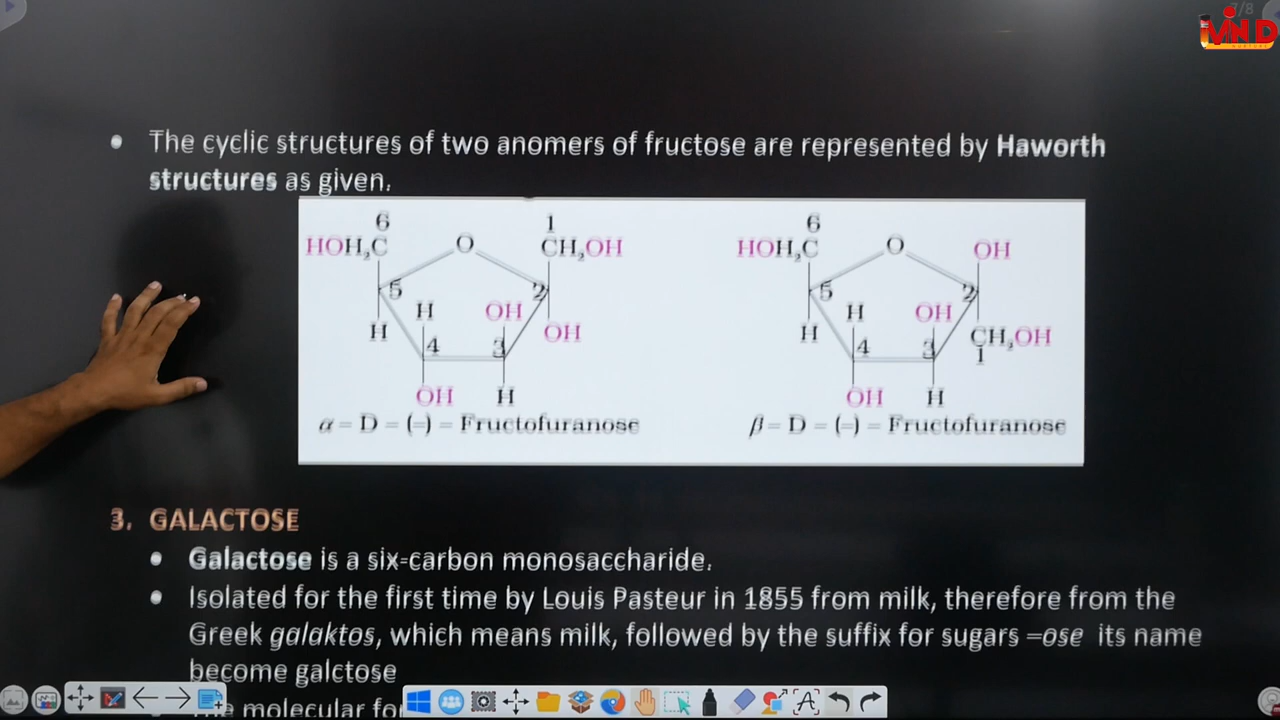 7/8
• The cyclic structures of two anomers of fructose are represented by Haworth
structures as given.
6 1
HOH₂C O CH₂OH
5 2
H OH
H OH
4 3
OH H
α – D – (–) – Fructofuranose
6
HOH₂C O OH
5 2
H OH
H CH₂OH
4 3 1
OH H
β – D – (–) – Fructofuranose
3. GALACTOSE
• Galactose is a six-carbon monosaccharide.
• Isolated for the first time by Louis Pasteur in 1855 from milk, therefore from the
Greek galaktos, which means milk, followed by the suffix for sugars –ose its name
become galctose
molecular